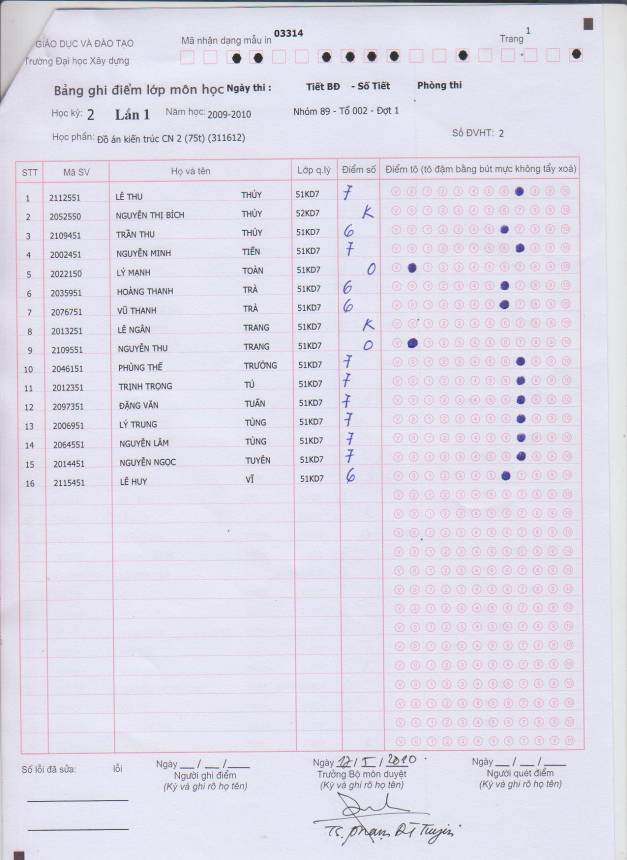 Mã nhận dạng mẫu in 03314
GIÁO DỤC VÀ ĐÀO TẠO
Trang 1
Trường Đại học Xây dựng
Bảng ghi điểm lớp môn học Ngày thi : Tiết BĐ - Số Tiết Phòng thi
Học kỳ: 2 Lần 1 Năm học: 2009-2010 Nhóm 89 - Tổ 002 - Đợt 1
Học phần: Đồ án kiến trúc CN 2 (75t) (311612) Số ĐVHT: 2
STT Mã SV Họ và tên Lớp q.lý Điểm số Điểm tô (tô đậm bằng bút mực không tẩy xoá)
1 2112551 LÊ THU THỦY 51KD7 7
2 2052550 NGUYỄN THỊ BÍCH THỦY 52KD7 K
3 2109451 TRẦN THU THỦY 51KD7 6
4 2002451 NGUYỄN MINH TIẾN 51KD7 7
5 2022150 LÝ MẠNH TOÀN 51KD7 0
6 2035951 HOÀNG THANH TRÀ 51KD7 6
7 2076751 VŨ THANH TRÀ 51KD7 6
8 2013251 LÊ NGÂN TRANG 51KD7 K
9 2109551 NGUYỄN THU TRANG 51KD7 0
10 2046151 PHÙNG THẾ TRƯỜNG 51KD7 7
11 2012351 TRỊNH TRỌNG TÚ 51KD7 7
12 2097351 ĐẶNG VĂN TUẤN 51KD7 7
13 2006951 LÝ TRUNG TÙNG 51KD7 7
14 2064551 NGUYỄN LÂM TÙNG 51KD7 7
15 2014451 NGUYỄN NGỌC TUYÊN 51KD7 7
16 2115451 LÊ HUY VĨ 51KD7 6
Số lỗi đã sửa: lỗi Ngày ___/___/____ Ngày 12/I/2010. Ngày ___/___/____
Người ghi điểm Trưởng Bộ môn duyệt Người quét điểm
(Ký và ghi rõ họ tên) (Ký và ghi rõ họ tên) (Ký và ghi rõ họ tên)
TS. Phạm